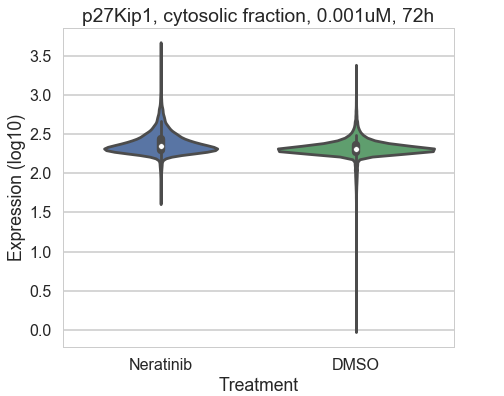 p27Kip1, cytosolic fraction, 0.001uM, 72h
Expression (log10)
3.5
3.0
2.5
2.0
1.5
1.0
0.5
0.0
Neratinib DMSO
Treatment